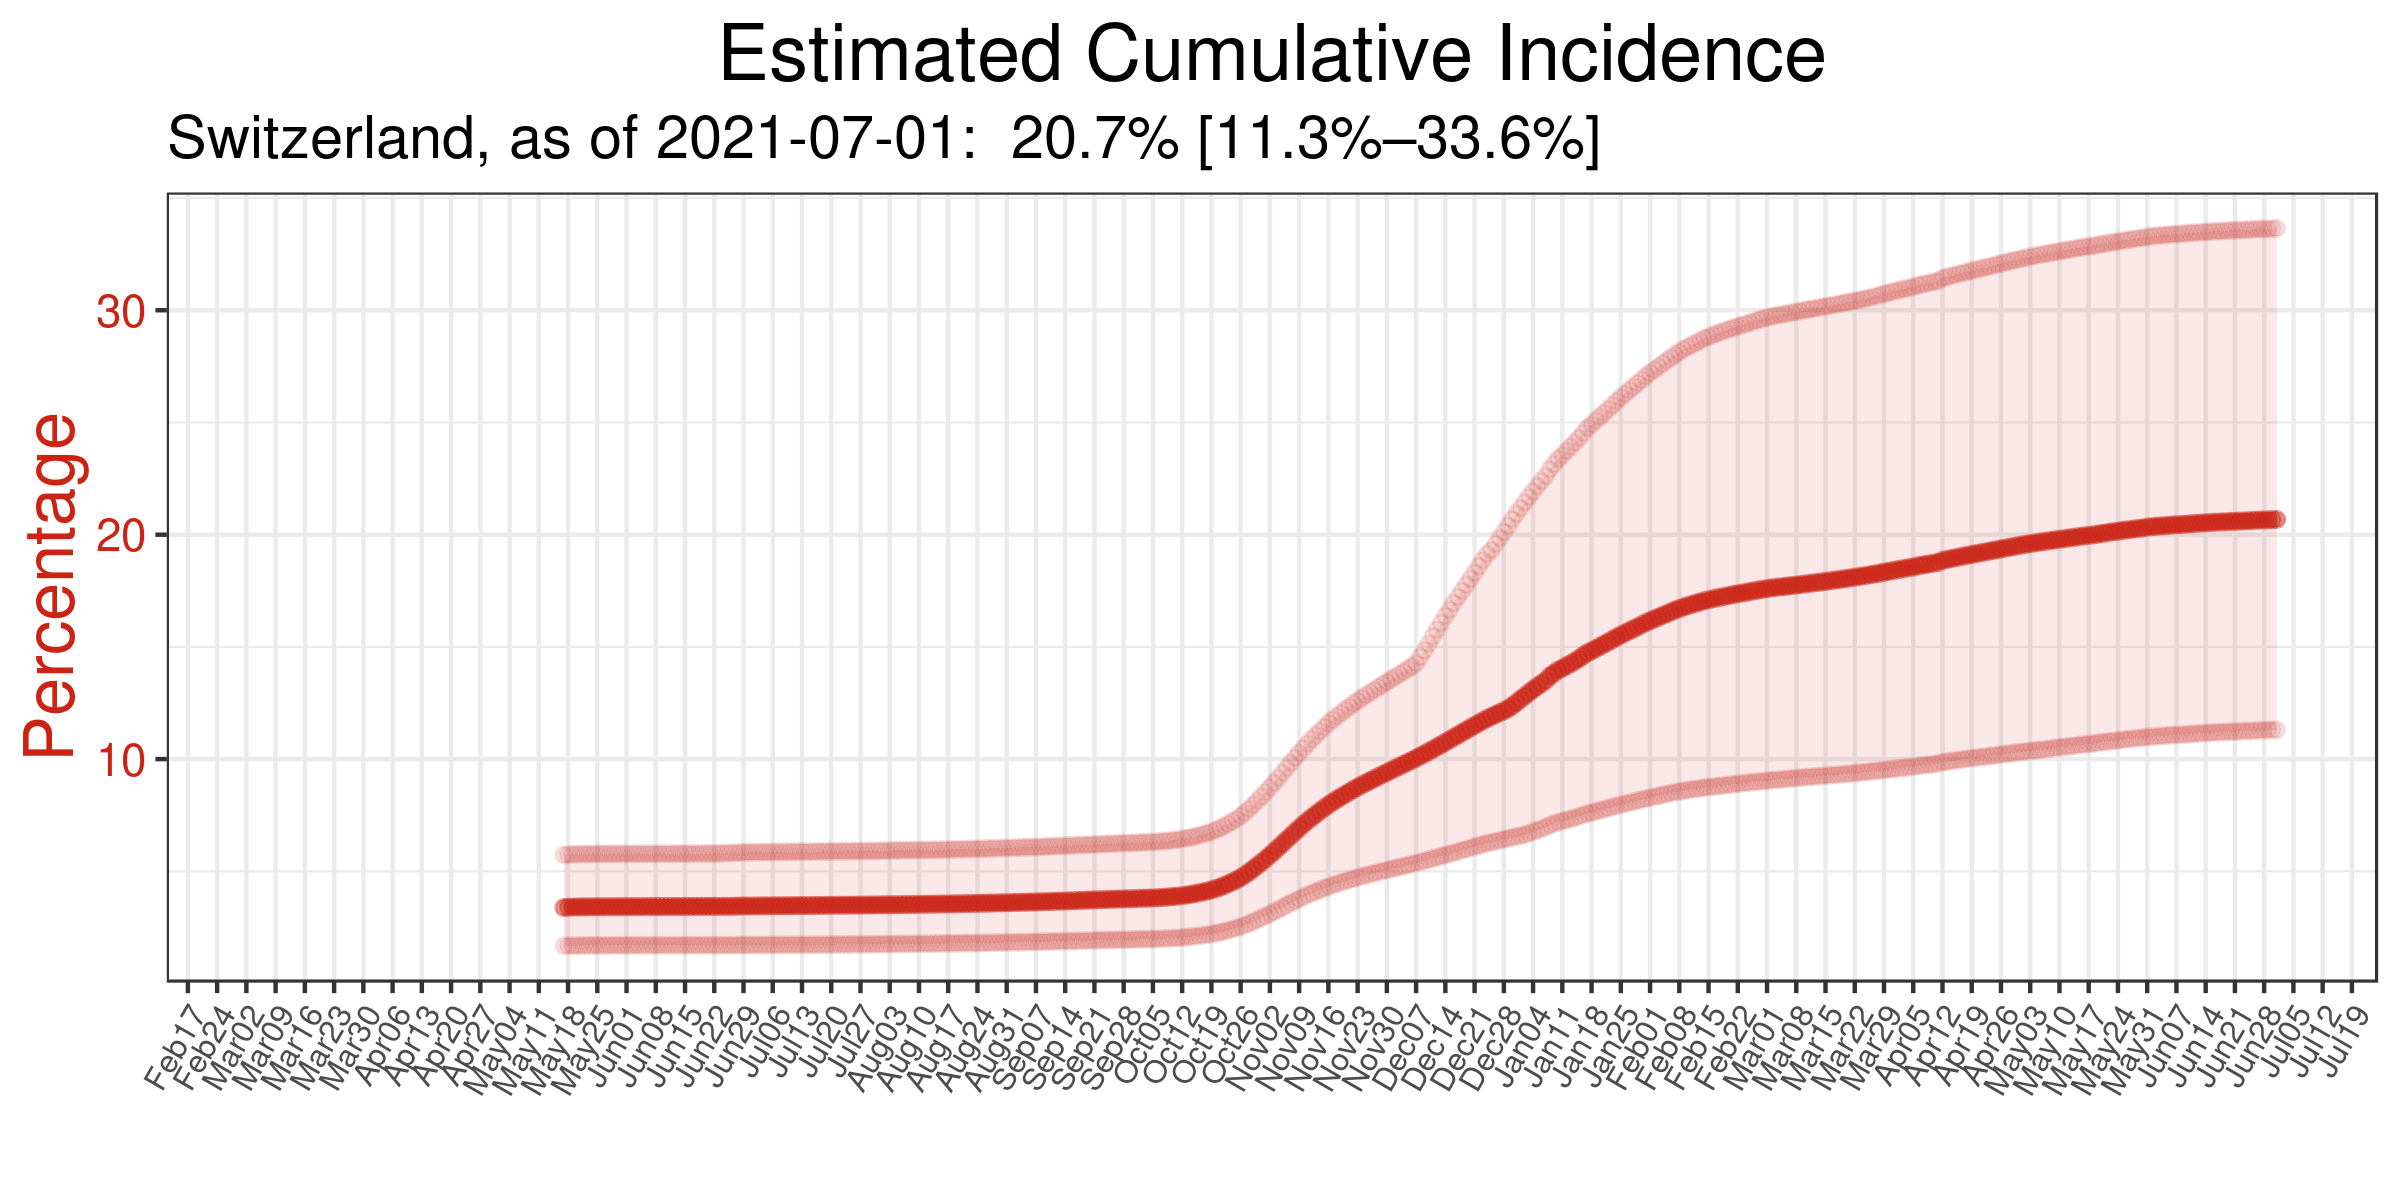 Estimated Cumulative Incidence
Switzerland, as of 2021-07-01:  20.7% [11.3%–33.6%]
Percentage
30
20
10
Feb17
Feb24
Mar02
Mar09
Mar16
Mar23
Mar30
Apr06
Apr13
Apr20
Apr27
May04
May11
May18
May25
Jun01
Jun08
Jun15
Jun22
Jun29
Jul06
Jul13
Jul20
Jul27
Aug03
Aug10
Aug17
Aug24
Aug31
Sep07
Sep14
Sep21
Sep28
Oct05
Oct12
Oct19
Oct26
Nov02
Nov09
Nov16
Nov23
Nov30
Dec07
Dec14
Dec21
Dec28
Jan04
Jan11
Jan18
Jan25
Feb01
Feb08
Feb15
Feb22
Mar01
Mar08
Mar15
Mar22
Mar29
Apr05
Apr12
Apr19
Apr26
May03
May10
May17
May24
May31
Jun07
Jun14
Jun21
Jun28
Jul05
Jul12
Jul19